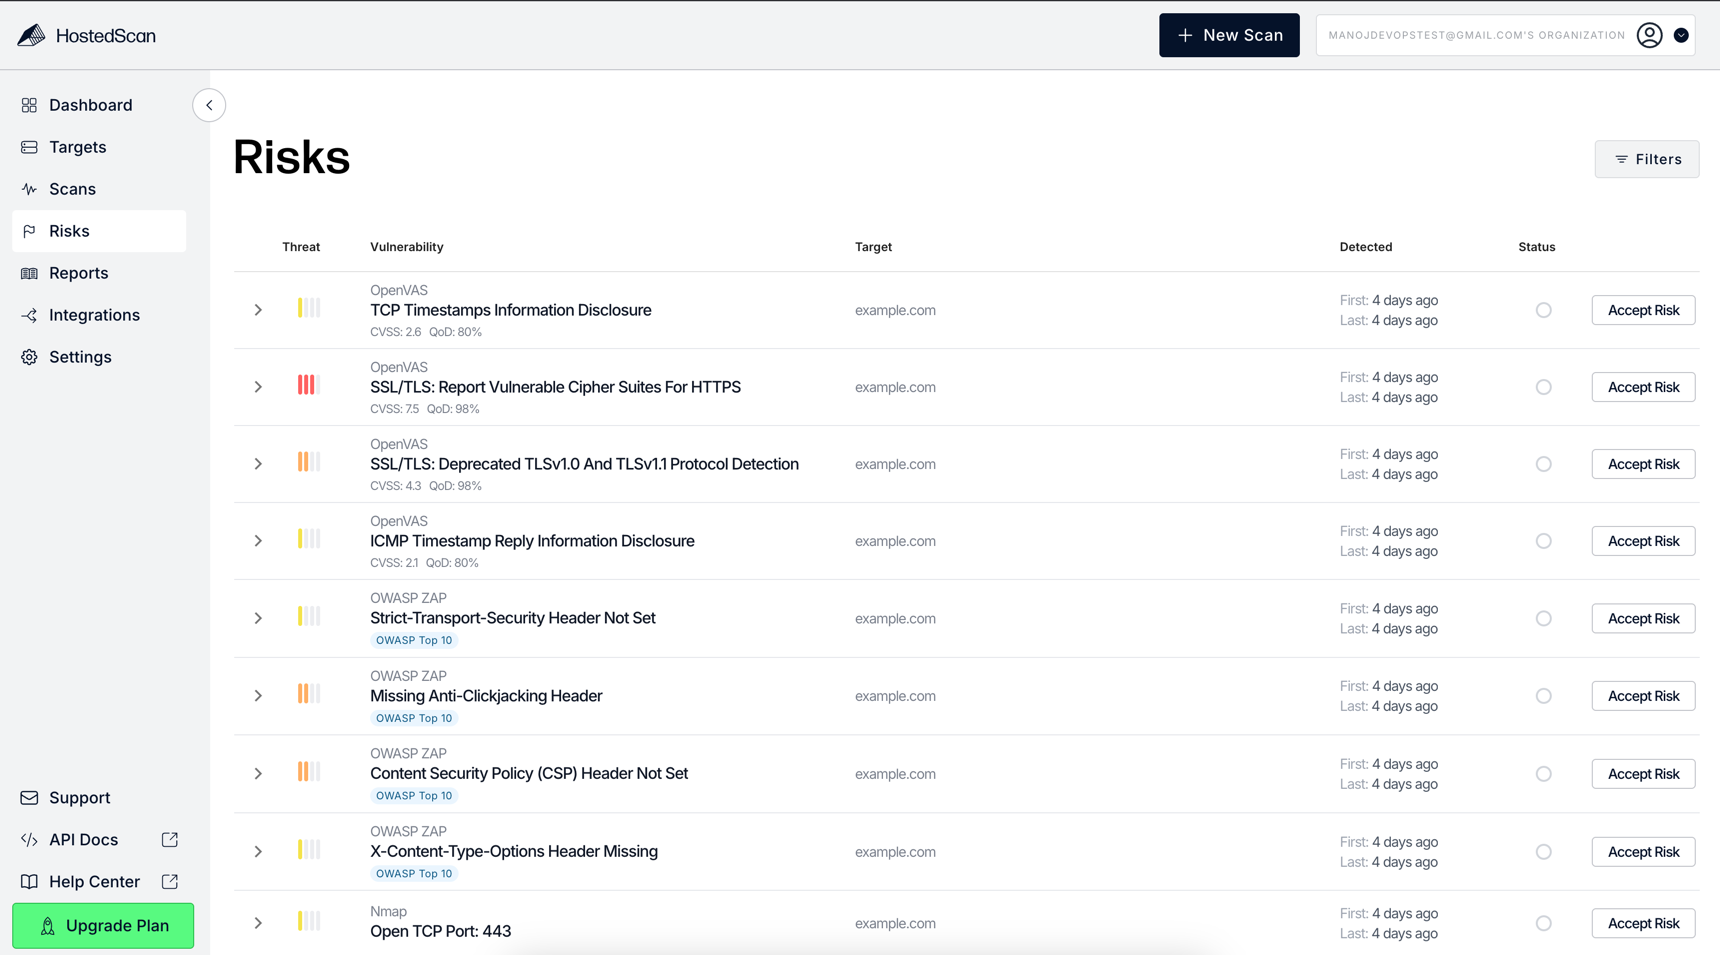 HostedScan
New Scan
MANOJDEVOPSTEST@GMAIL.COM'S ORGANIZATION
Dashboard
Targets
Scans
Risks
Reports
Integrations
Settings
Support
API Docs
Help Center
Upgrade Plan
Risks
Filters
Threat Vulnerability Target Detected Status
OpenVAS
TCP Timestamps Information Disclosure
CVSS: 2.6 QoD: 80%
example.com
First: 4 days ago
Last: 4 days ago
Accept Risk
OpenVAS
SSL/TLS: Report Vulnerable Cipher Suites For HTTPS
CVSS: 7.5 QoD: 98%
example.com
First: 4 days ago
Last: 4 days ago
Accept Risk
OpenVAS
SSL/TLS: Deprecated TLSv1.0 And TLSv1.1 Protocol Detection
CVSS: 4.3 QoD: 98%
example.com
First: 4 days ago
Last: 4 days ago
Accept Risk
OpenVAS
ICMP Timestamp Reply Information Disclosure
CVSS: 2.1 QoD: 80%
example.com
First: 4 days ago
Last: 4 days ago
Accept Risk
OWASP ZAP
Strict-Transport-Security Header Not Set
OWASP Top 10
example.com
First: 4 days ago
Last: 4 days ago
Accept Risk
OWASP ZAP
Missing Anti-Clickjacking Header
OWASP Top 10
example.com
First: 4 days ago
Last: 4 days ago
Accept Risk
OWASP ZAP
Content Security Policy (CSP) Header Not Set
OWASP Top 10
example.com
First: 4 days ago
Last: 4 days ago
Accept Risk
OWASP ZAP
X-Content-Type-Options Header Missing
OWASP Top 10
example.com
First: 4 days ago
Last: 4 days ago
Accept Risk
Nmap
Open TCP Port: 443
example.com
First: 4 days ago
Last: 4 days ago
Accept Risk